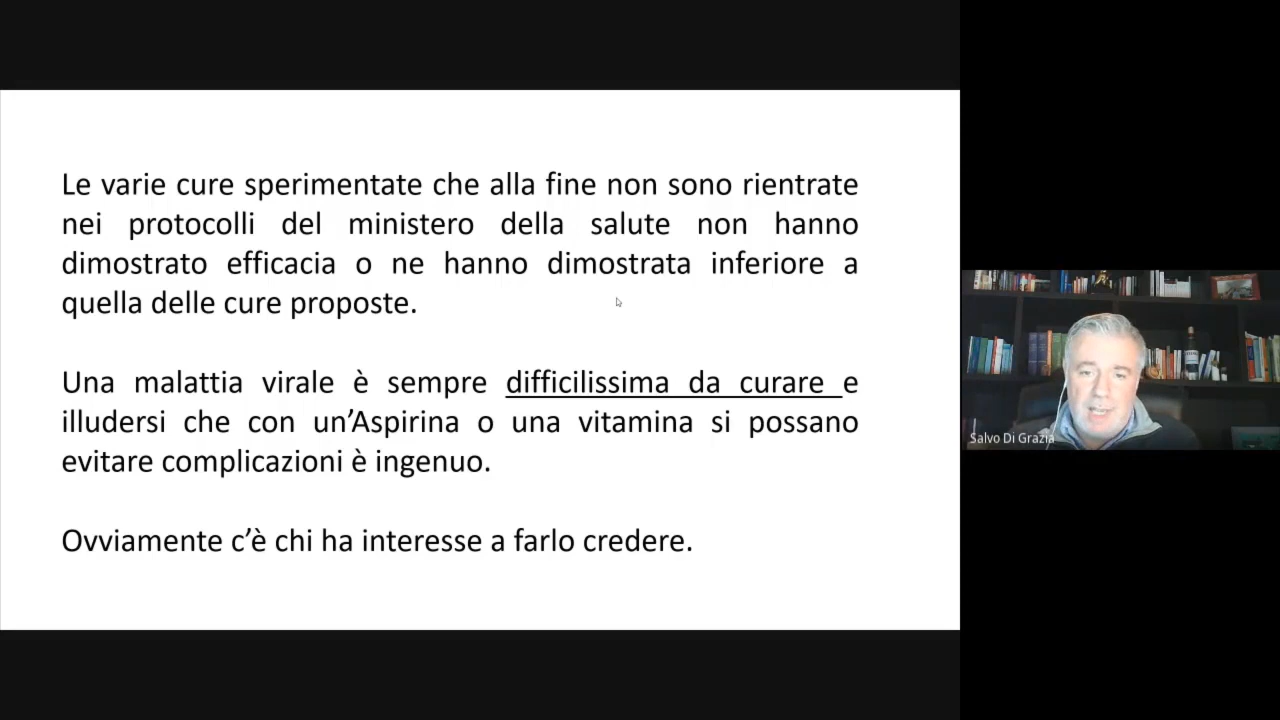 Le varie cure sperimentate che alla fine non sono rientrate
nei protocolli del ministero della salute non hanno
dimostrato efficacia o ne hanno dimostrata inferiore a
quella delle cure proposte.
Una malattia virale è sempre difficilissima da curare e
illudersi che con un’Aspirina o una vitamina si possano
evitare complicazioni è ingenuo.
Ovviamente c’è chi ha interesse a farlo credere.
Salvo Di Grazia